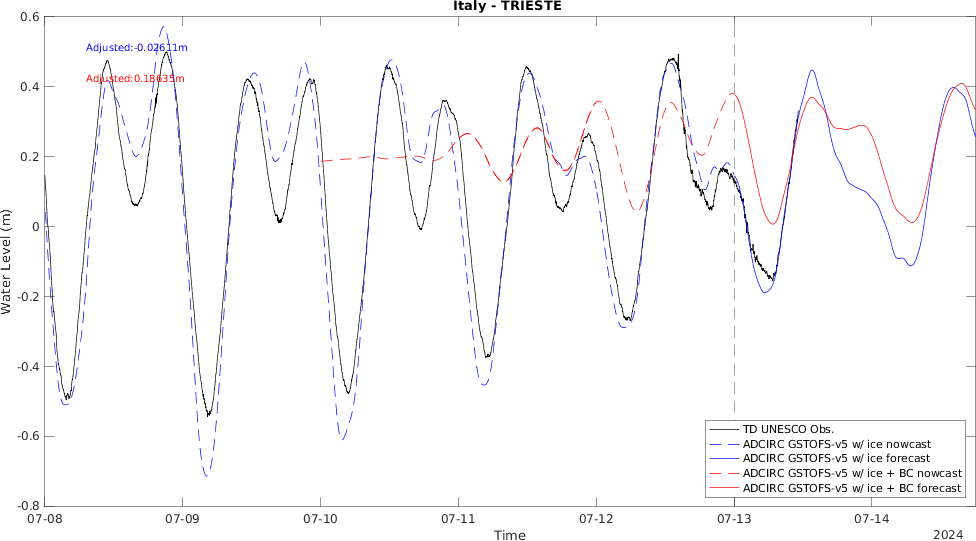 Italy - TRIESTE
Adjusted:-0.02611m
Adjusted:0.18635m
Water Level (m)
0.6
0.4
0.2
0
-0.2
-0.4
-0.6
-0.8
TD UNESCO Obs.
ADCIRC GSTOFS-v5 w/ ice nowcast
ADCIRC GSTOFS-v5 w/ ice forecast
ADCIRC GSTOFS-v5 w/ ice + BC nowcast
ADCIRC GSTOFS-v5 w/ ice + BC forecast
07-08 07-09 07-10 07-11 07-12 07-13 07-14
Time
2024